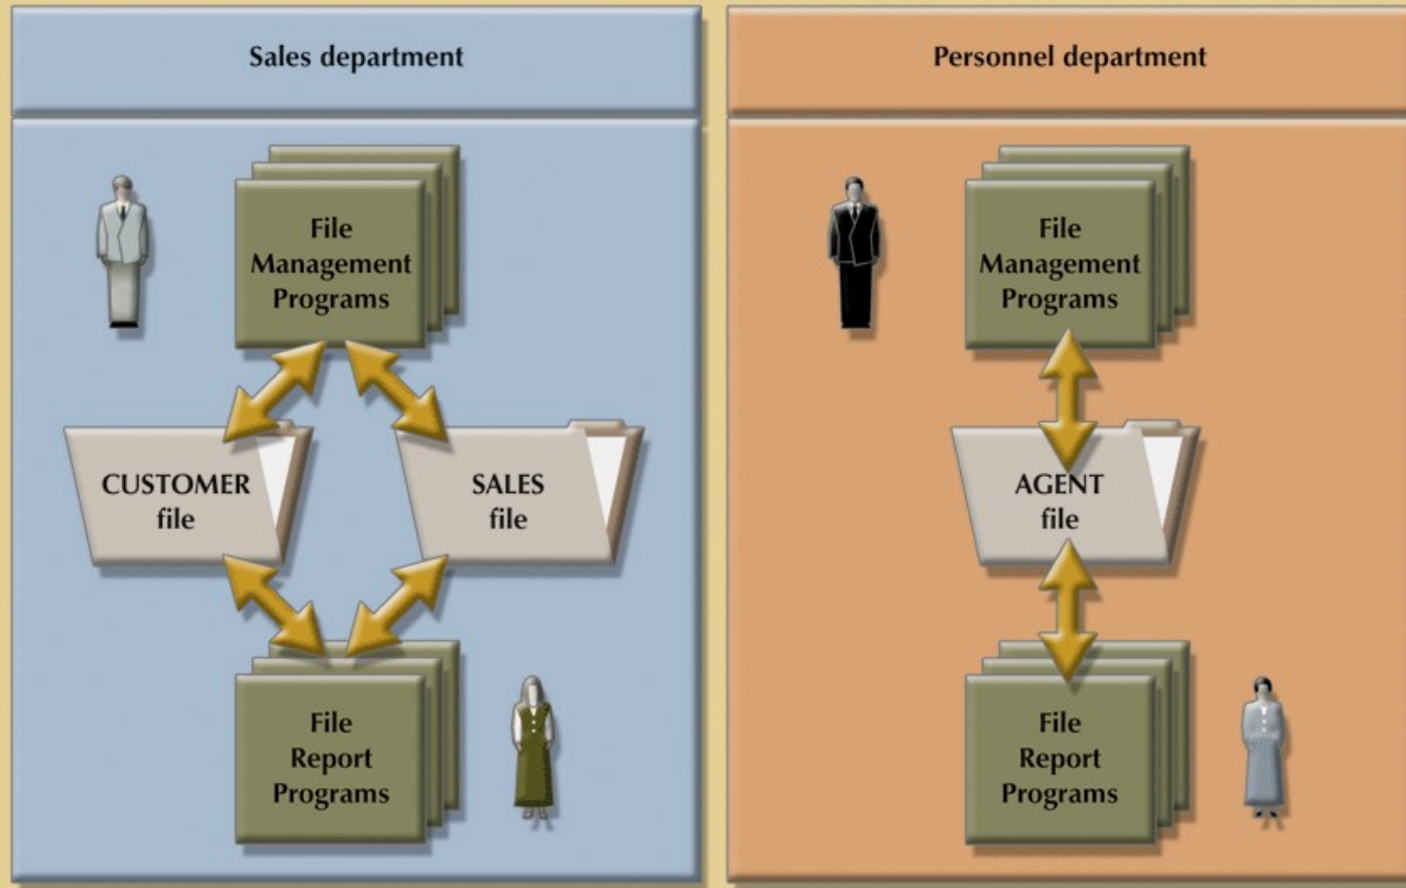 Sales department
File
Management
Programs
CUSTOMER
file
SALES
file
File
Report
Programs
Personnel department
File
Management
Programs
AGENT
file
File
Report
Programs